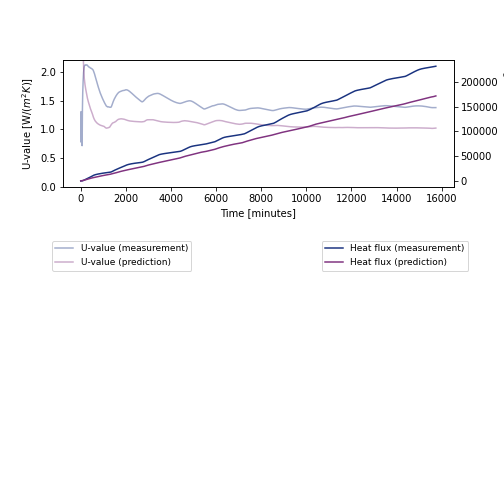 2.0
1.5
1.0
0.5
0.0
U-value [W/(m²K)]
200000
150000
100000
50000
0
0 2000 4000 6000 8000 10000 12000 14000 16000
Time [minutes]
U-value (measurement)
U-value (prediction)
Heat flux (measurement)
Heat flux (prediction)